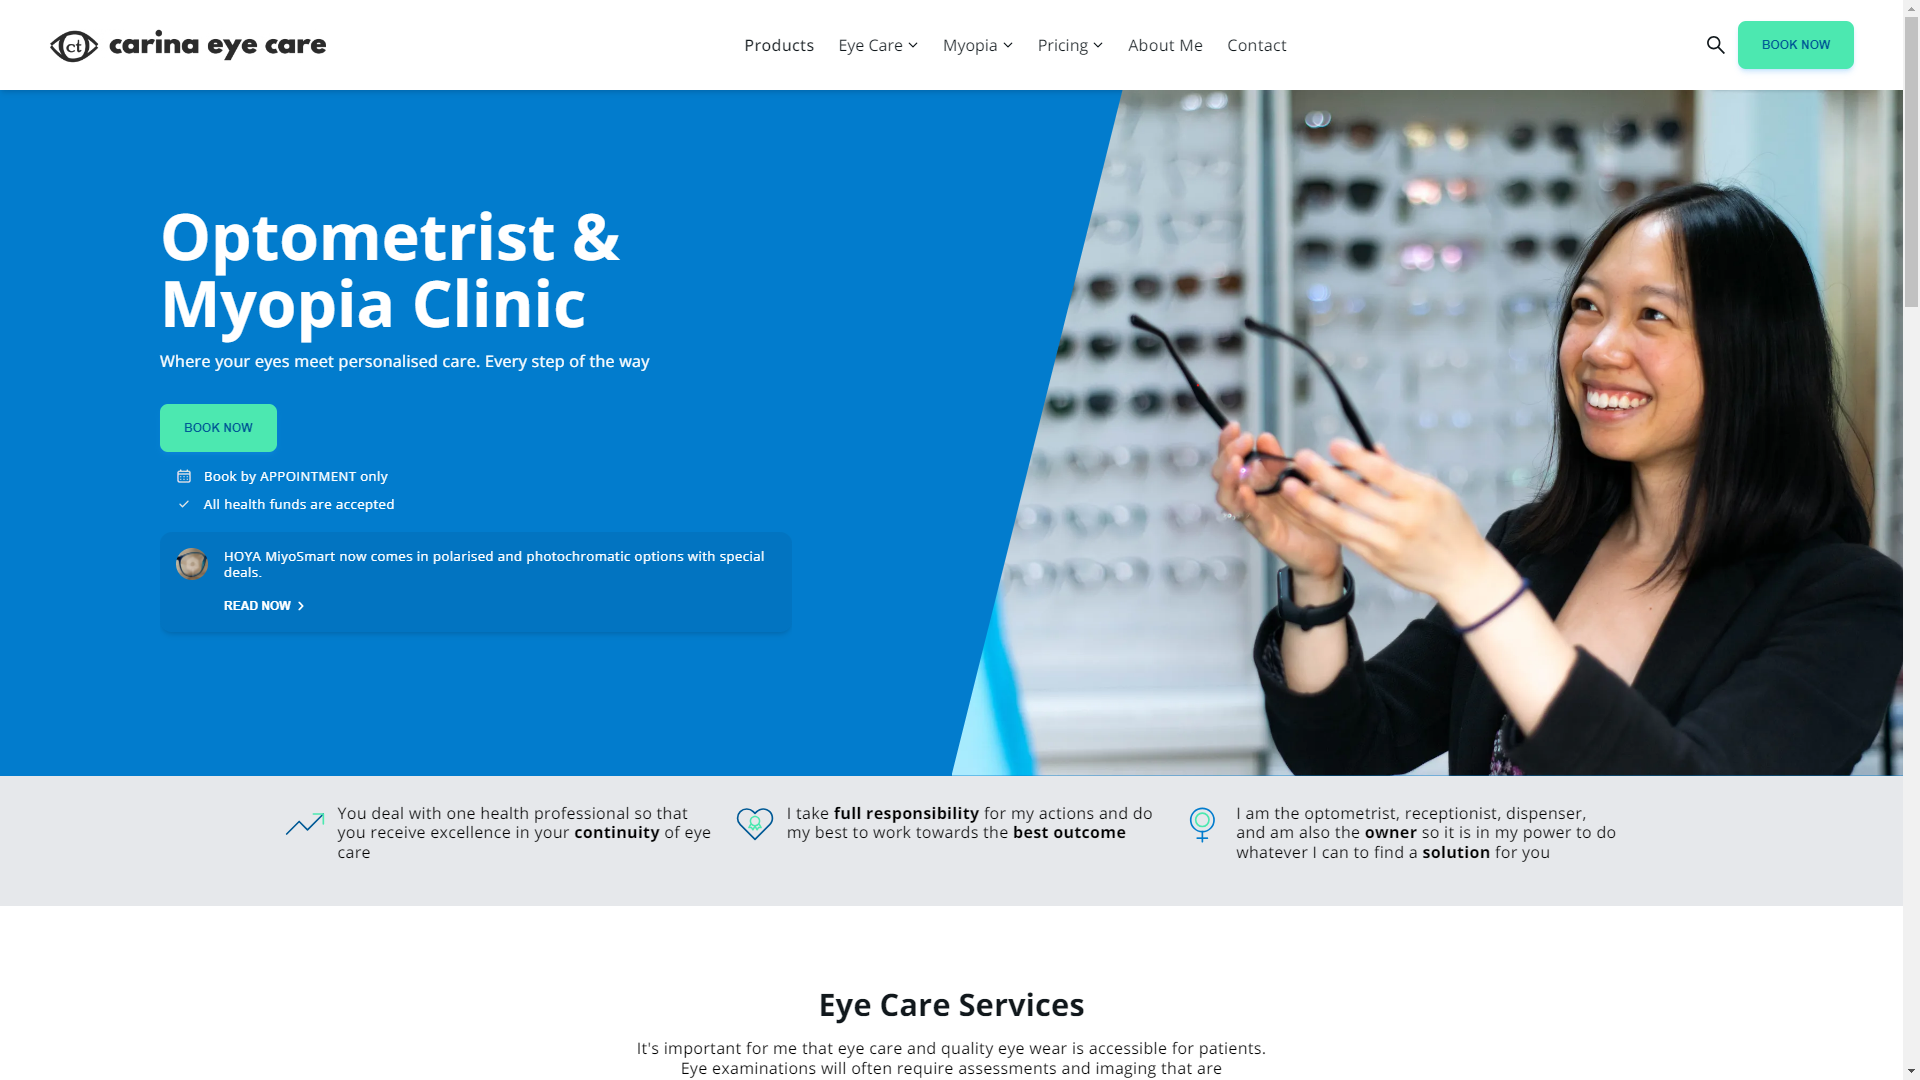 ct carina eye care
Products Eye Care Myopia Pricing About Me Contact
BOOK NOW
Optometrist &
Myopia Clinic
Where your eyes meet personalised care. Every step of the way
BOOK NOW
Book by APPOINTMENT only
All health funds are accepted
HOYA MiyoSmart now comes in polarised and photochromatic options with special
deals.
READ NOW
You deal with one health professional so that
you receive excellence in your continuity of eye
care
I take full responsibility for my actions and do
my best to work towards the best outcome
I am the optometrist, receptionist, dispenser,
and am also the owner so it is in my power to do
whatever I can to find a solution for you
Eye Care Services
It's important for me that eye care and quality eye wear is accessible for patients.
Eye examinations will often require assessments and imaging that are